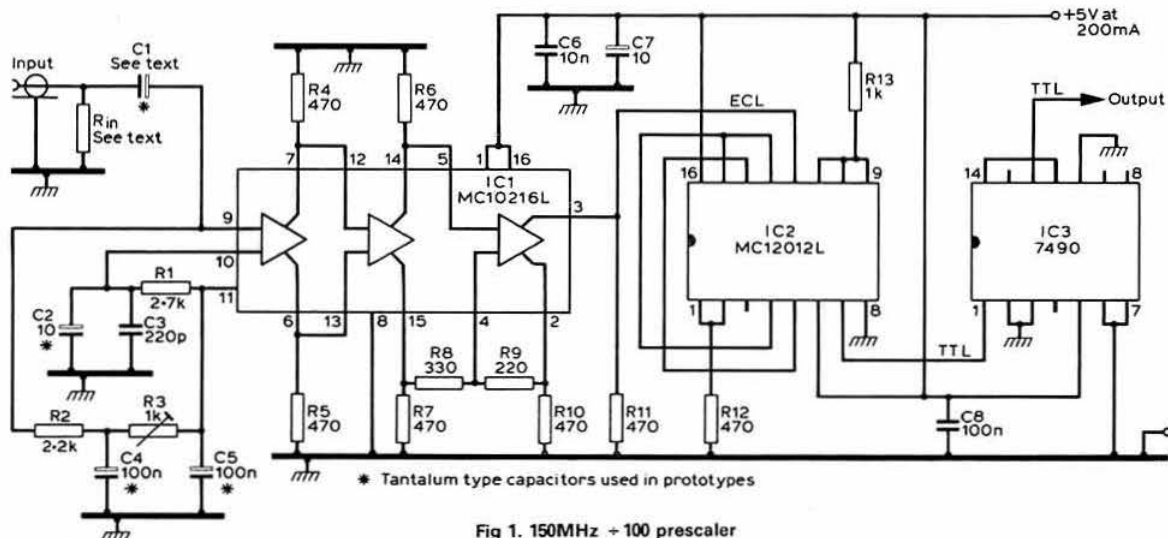 +5V at
200mA
Input
C1
See text
*
Rin
See text
R4
470
R6
470
C6
10n
C7
10
R13
1k
ECL
TTL
Output
7
12
14
5
1
16
IC1
MC10216L
3
9
10
11
6
13
8
15
4
2
R1
2·7k
C2
10
*
C3
220p
R2
2·2k
R3
1k
C4
100n
*
C5
100n
*
R5
470
R7
470
R8
330
R9
220
R10
470
R11
470
R12
470
16
9
IC2
MC12012L
1
8
14
8
IC3
7490
1
7
TTL
C8
100n
* Tantalum type capacitors used in prototypes
Fig 1. 150MHz ÷ 100 prescaler